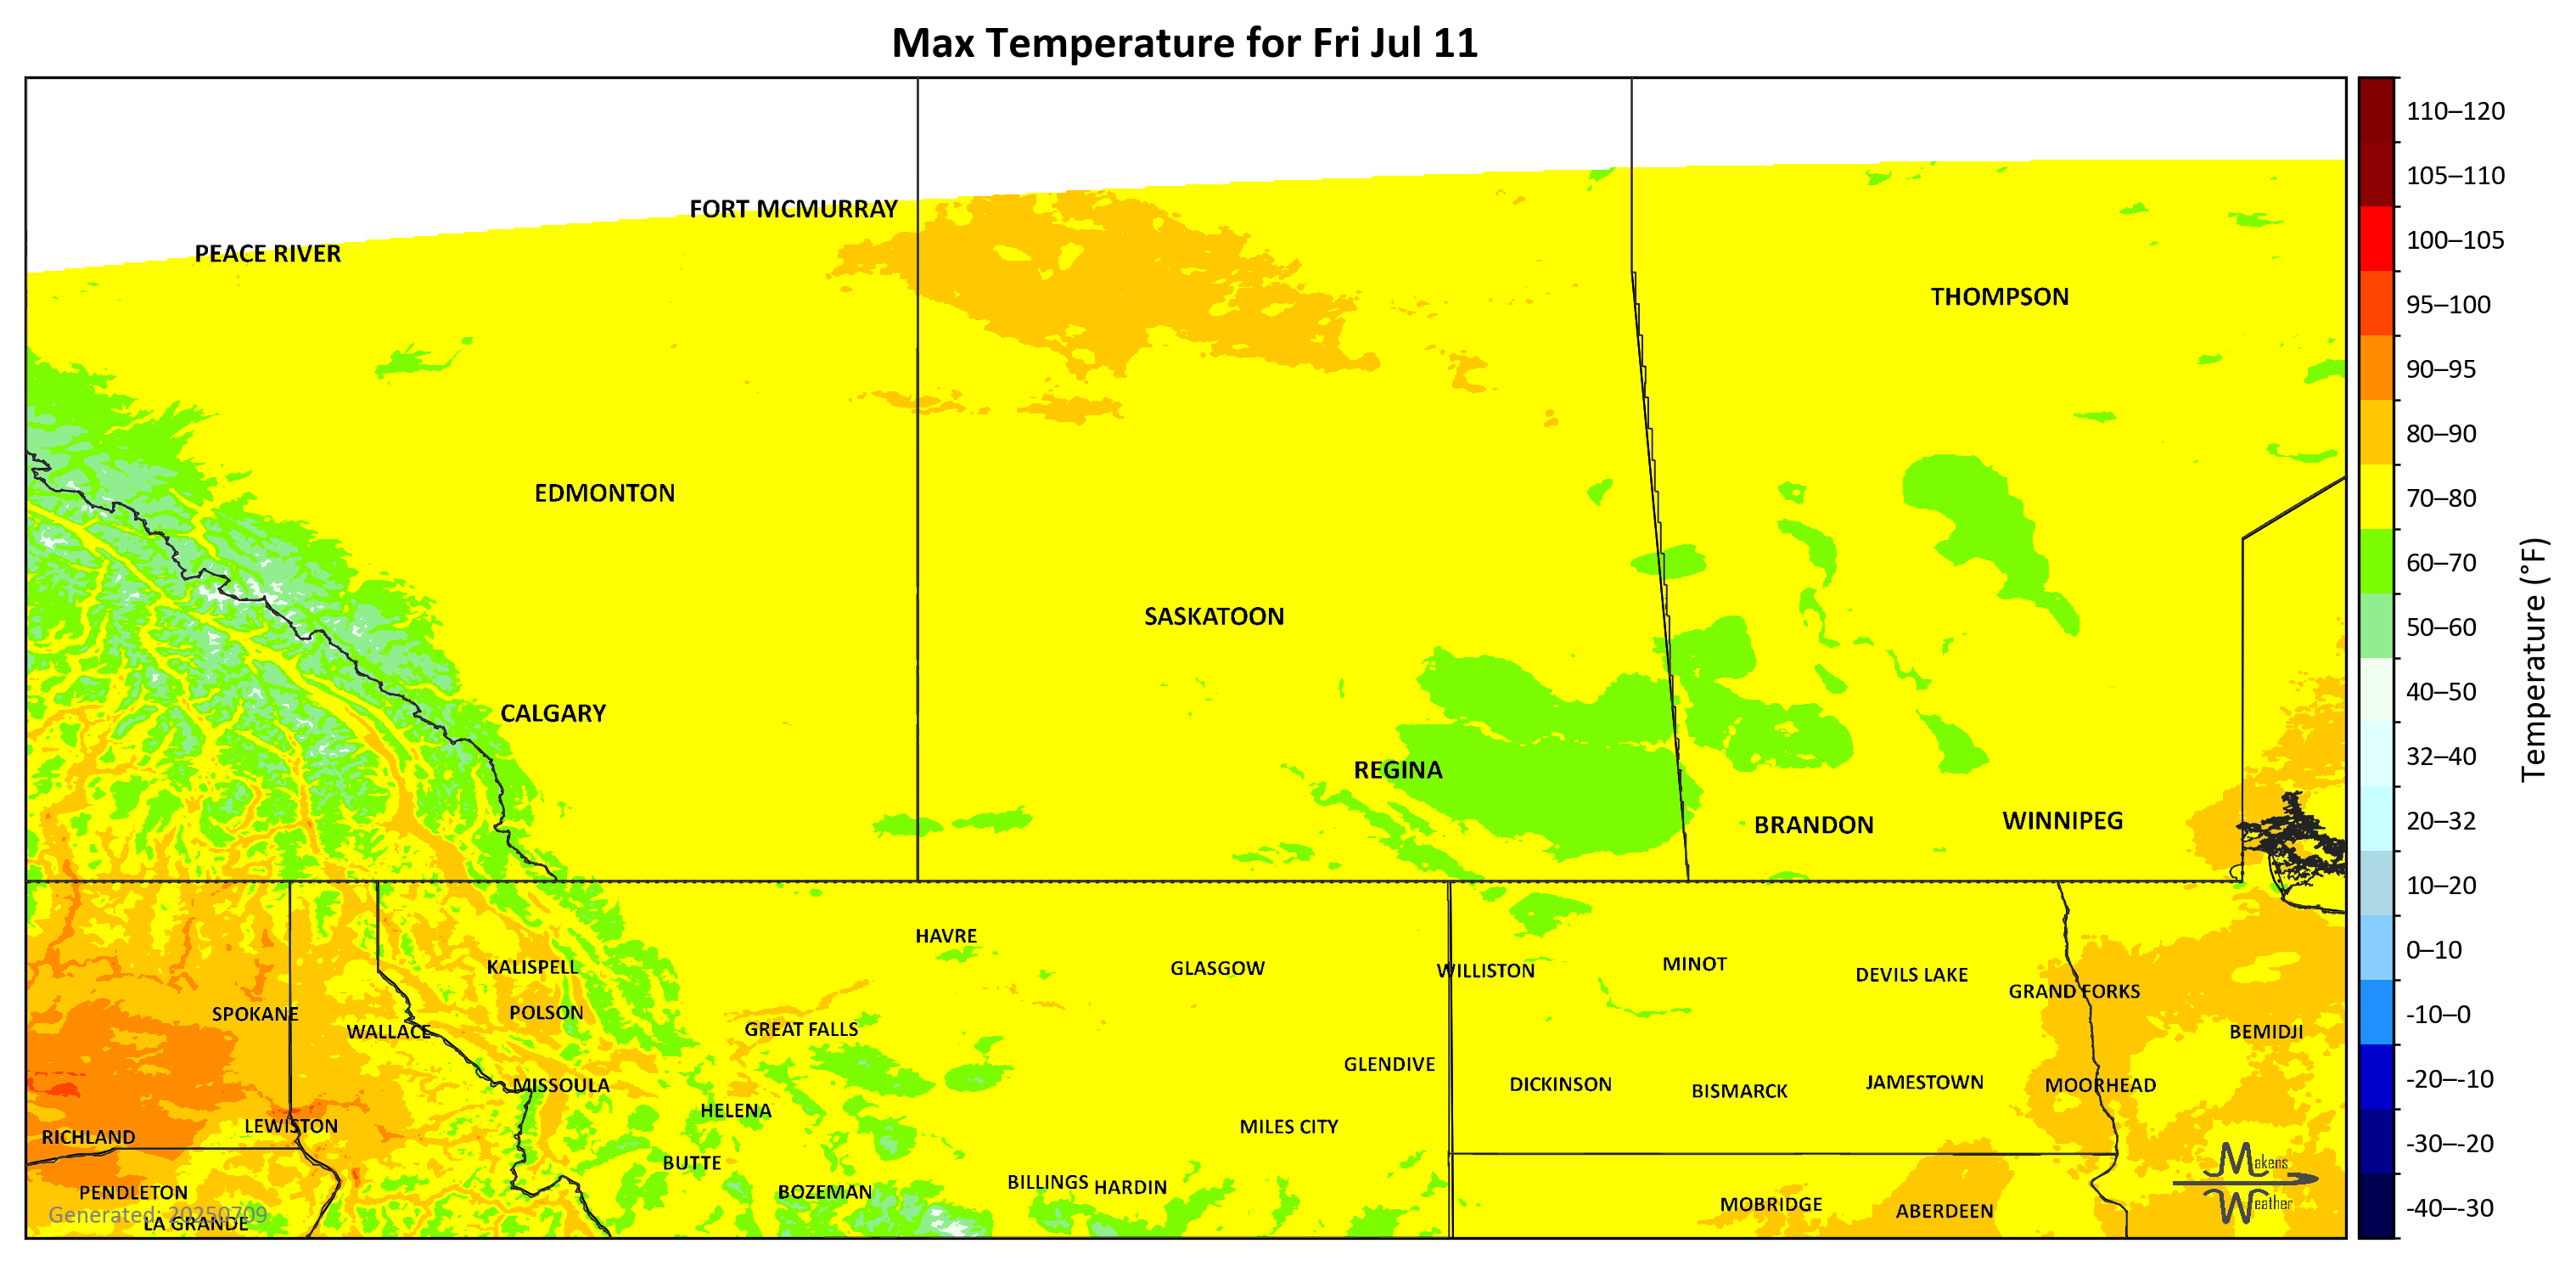 Max Temperature for Fri Jul 11
FORT MCMURRAY
PEACE RIVER
THOMPSON
EDMONTON
SASKATOON
CALGARY
REGINA
BRANDON
WINNIPEG
HAVRE
KALISPELL
GLASGOW
WILLISTON
MINOT
DEVILS LAKE
GRAND FORKS
SPOKANE
POLSON
WALLACE
GREAT FALLS
BEMIDJI
GLENDIVE
MISSOULA
DICKINSON
BISMARCK
JAMESTOWN
MOORHEAD
HELENA
LEWISTON
MILES CITY
RICHLAND
BUTTE
PENDLETON
BOZEMAN
BILLINGS
HARDIN
MOBRIDGE
ABERDEEN
Generated: 20250709
LA GRANDE
Makens
Weather
110–120
105–110
100–105
95–100
90–95
80–90
70–80
60–70
50–60
40–50
32–40
20–32
10–20
0–10
-10–0
-20–-10
-30–-20
-40–-30
Temperature (°F)